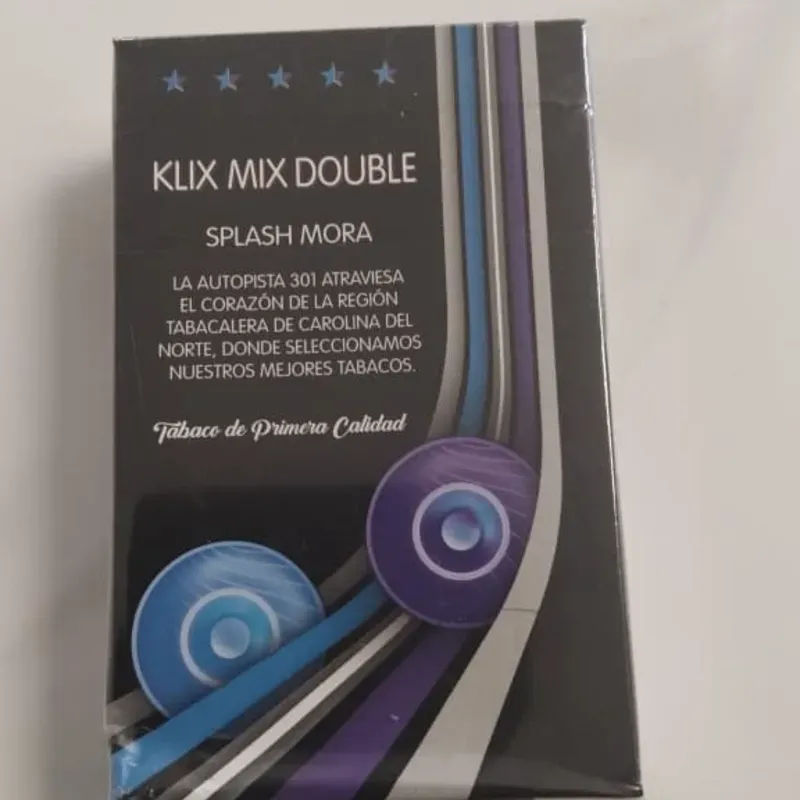 KLIX MIX DOUBLE
SPLASH MORA
LA AUTOPISTA 301 ATRAVIESA
EL CORAZÓN DE LA REGIÓN
TABACALERA DE CAROLINA DEL
NORTE, DONDE SELECCIONAMOS
NUESTROS MEJORES TABACOS.
Tabaco de Primera Calidad